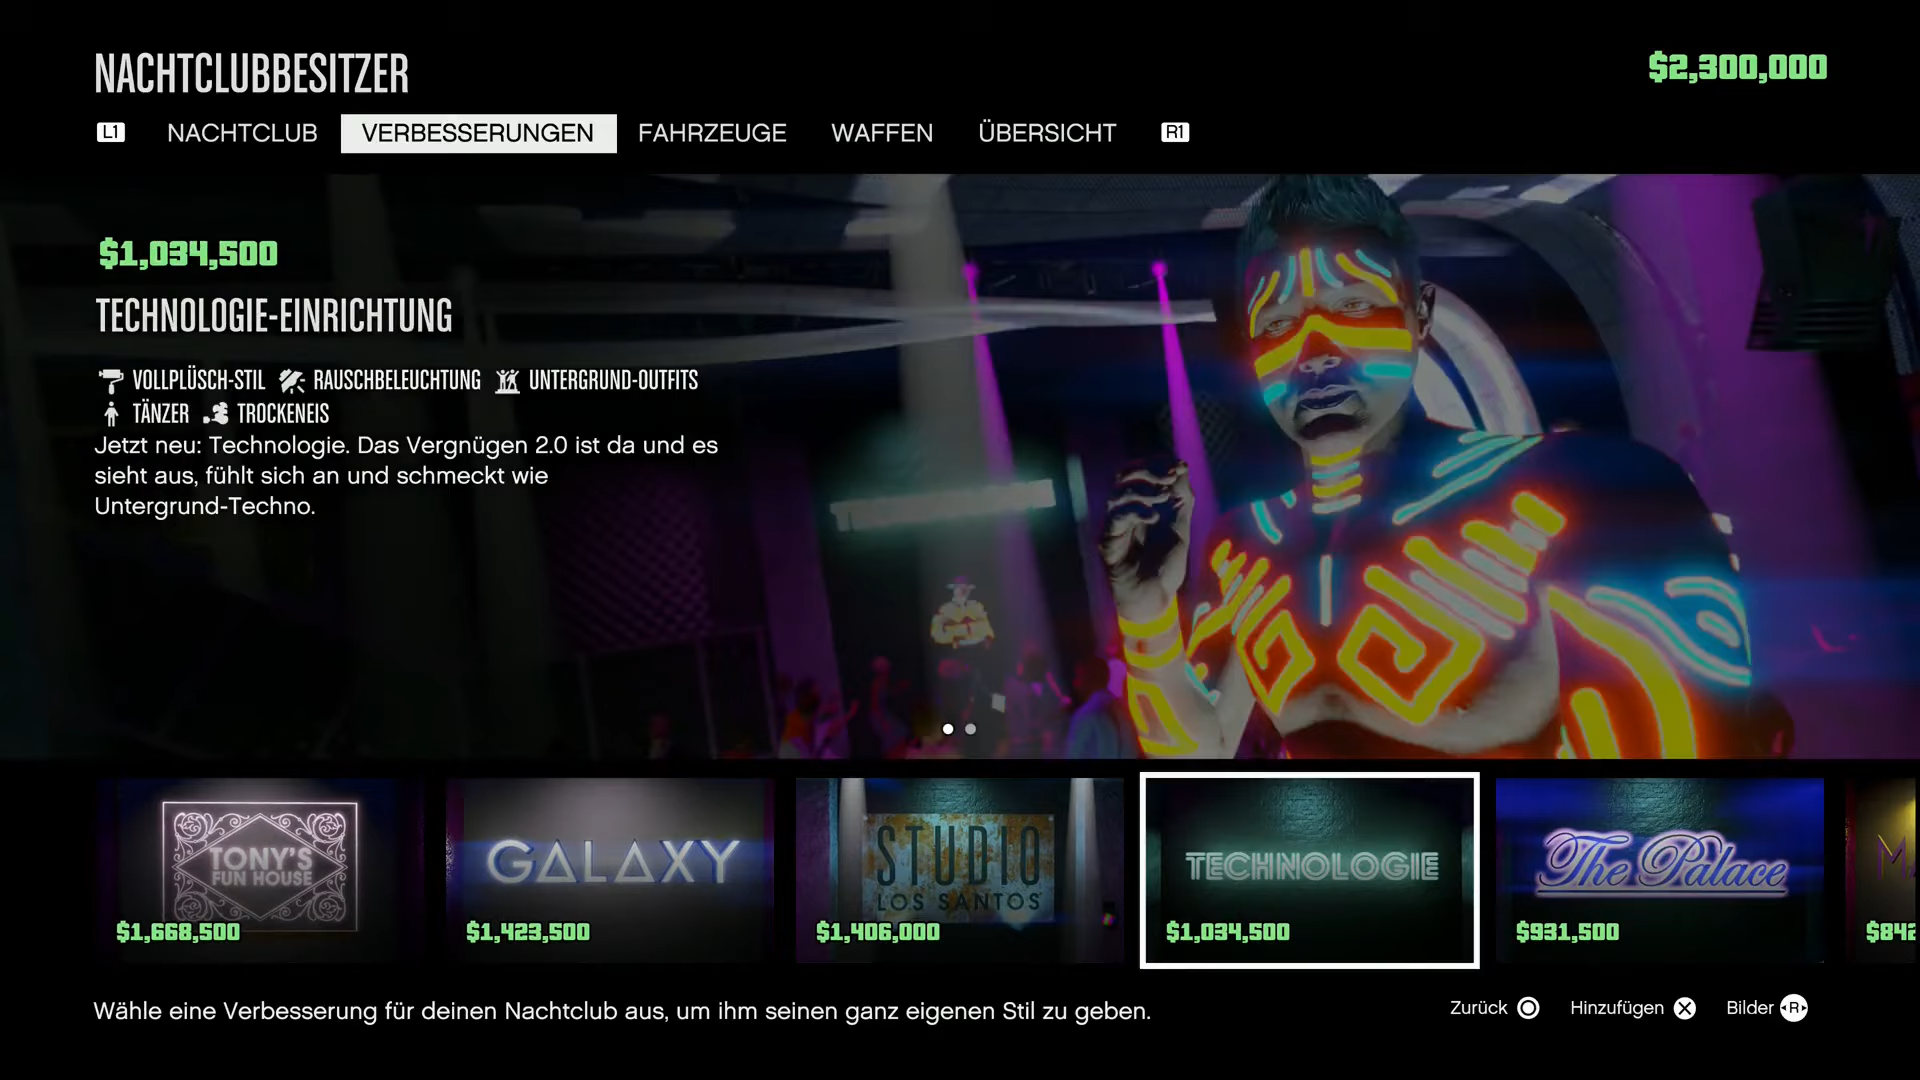 NACHTCLUBBESITZER
$2,300,000
L1 NACHTCLUB VERBESSERUNGEN FAHRZEUGE WAFFEN ÜBERSICHT R1
$1,034,500
TECHNOLOGIE-EINRICHTUNG
VOLLPLÜSCH-STIL RAUSCHBELEUCHTUNG UNTERGRUND-OUTFITS
TÄNZER TROCKENEIS
Jetzt neu: Technologie. Das Vergnügen 2.0 ist da und es
sieht aus, fühlt sich an und schmeckt wie
Untergrund-Techno.
TONY'S
FUN HOUSE
$1,668,500
GALAXY
$1,423,500
STUDIO
LOS SANTOS
$1,406,000
TECHNOLOGIE
$1,034,500
The Palace
$931,500
Wähle eine Verbesserung für deinen Nachtclub aus, um ihm seinen ganz eigenen Stil zu geben.
Zurück Hinzufügen Bilder R